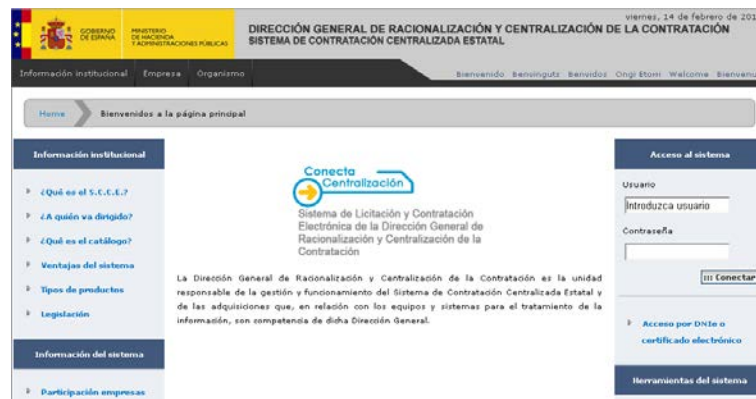 viernes, 14 de febrero de 201
GOBIERNO DE ESPAÑA
MINISTERIO DE HACIENDA Y ADMINISTRACIONES PÚBLICAS
DIRECCIÓN GENERAL DE RACIONALIZACIÓN Y CENTRALIZACIÓN DE LA CONTRATACIÓN
SISTEMA DE CONTRATACIÓN CENTRALIZADA ESTATAL
Información institucional Empresa Organismo
Bienvenido Benvinguts Benvidos Ongi Etorri Welcome Bienvenu
Home Bienvenidos a la página principal
Información institucional
¿Qué es el S.C.C.E.?
¿A quién va dirigido?
¿Qué es el catálogo?
Ventajas del sistema
Tipos de productos
Legislación
Información del sistema
Participación empresas
Conecta
Centralización
Sistema de Licitación y Contratación
Electrónica de la Dirección General de
Racionalización y Centralización de la
Contratación
La Dirección General de Racionalización y Centralización de la Contratación es la unidad
responsable de la gestión y funcionamiento del Sistema de Contratación Centralizada Estatal y
de las adquisiciones que, en relación con los equipos y sistemas para el tratamiento de la
información, son competencia de dicha Dirección General.
Acceso al sistema
Usuario
Introduzca usuario
Contraseña
Conectar
Acceso por DNIe o
certificado electrónico
Herramientas del sistema